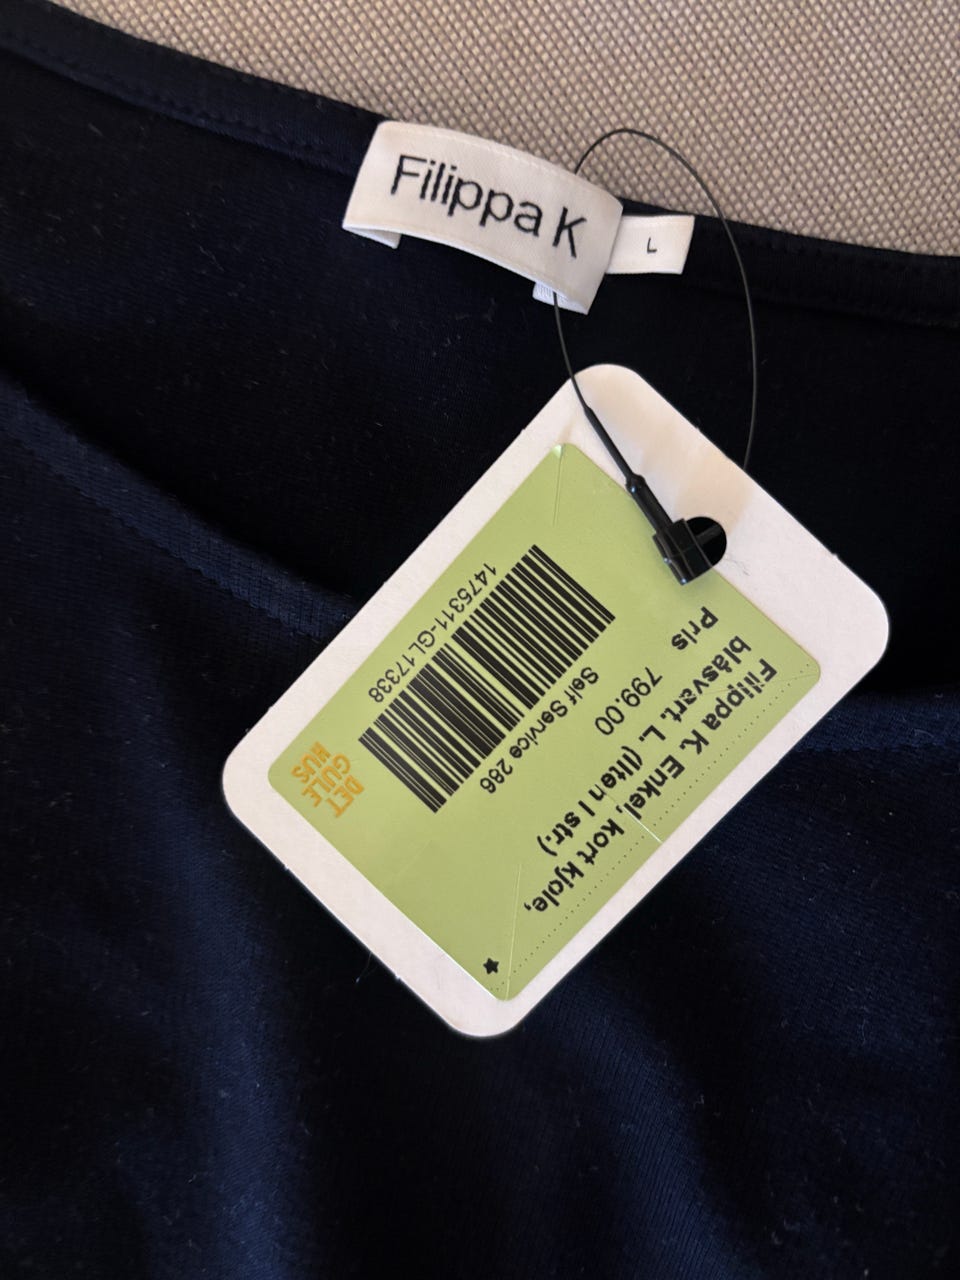 Filippa K
L
Filippa K. Enkel, kort kjole,
blåsvart. L. (liten I str.)
Pris 799.00
Self Service 286
1475311-GL17338
DET
GULE
HUS